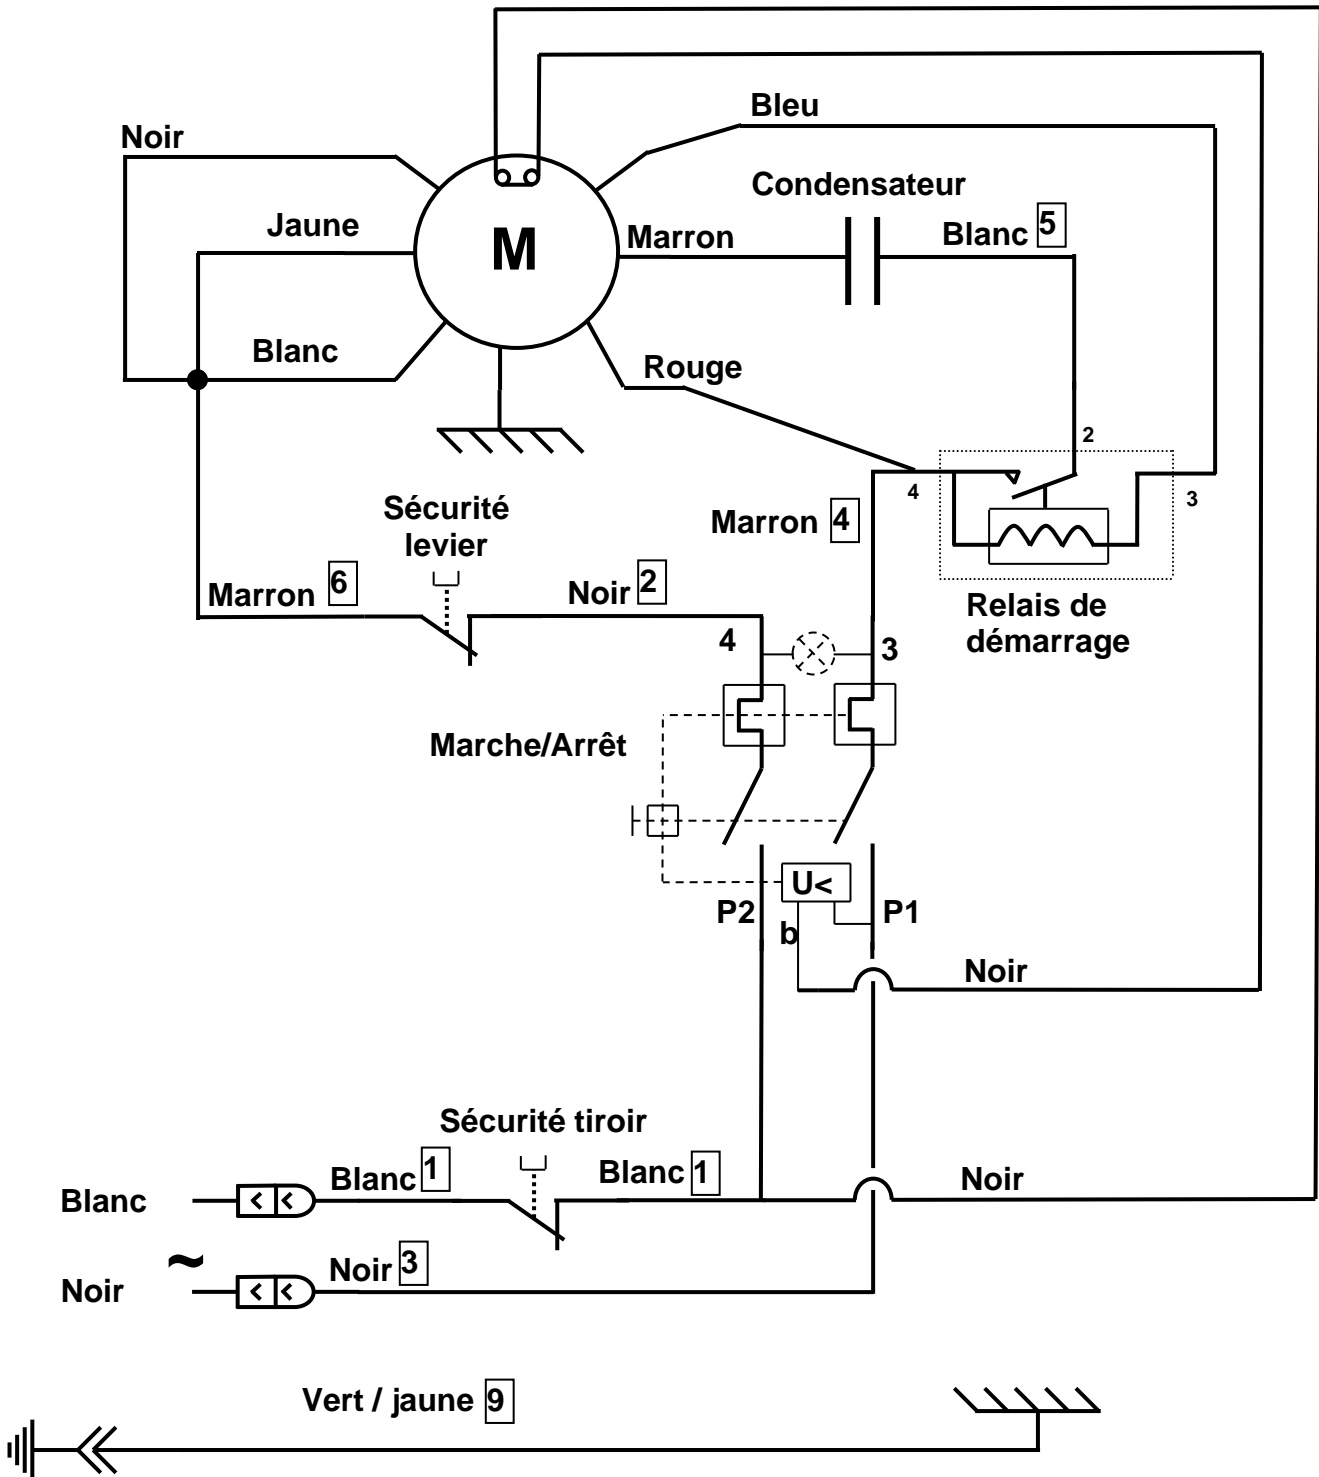 Bleu
Noir
Condensateur
Jaune
Marron
Blanc 5
M
Blanc
Rouge
2
4
3
Sécurité
levier
Marron 4
Marron 6
Noir 2
Relais de
démarrage
4
3
Marche/Arrêt
U<
P2
b
P1
Noir
Sécurité tiroir
Blanc 1
Blanc 1
Noir
Blanc
~
Noir 3
Noir
Vert / jaune 9